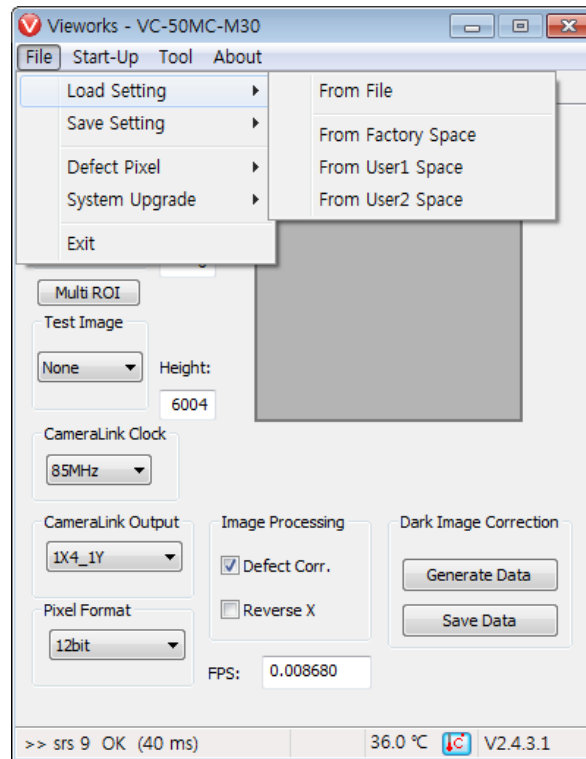 Vieworks - VC-50MC-M30
File Start-Up Tool About
Load Setting
Save Setting
Defect Pixel
System Upgrade
Exit
From File
From Factory Space
From User1 Space
From User2 Space
Multi ROI
Test Image
None
Height:
6004
CameraLink Clock
85MHz
CameraLink Output
1X4_1Y
Pixel Format
12bit
Image Processing
Defect Corr.
Reverse X
FPS: 0.008680
Dark Image Correction
Generate Data
Save Data
>> srs 9 OK (40 ms) 36.0 ℃ V2.4.3.1